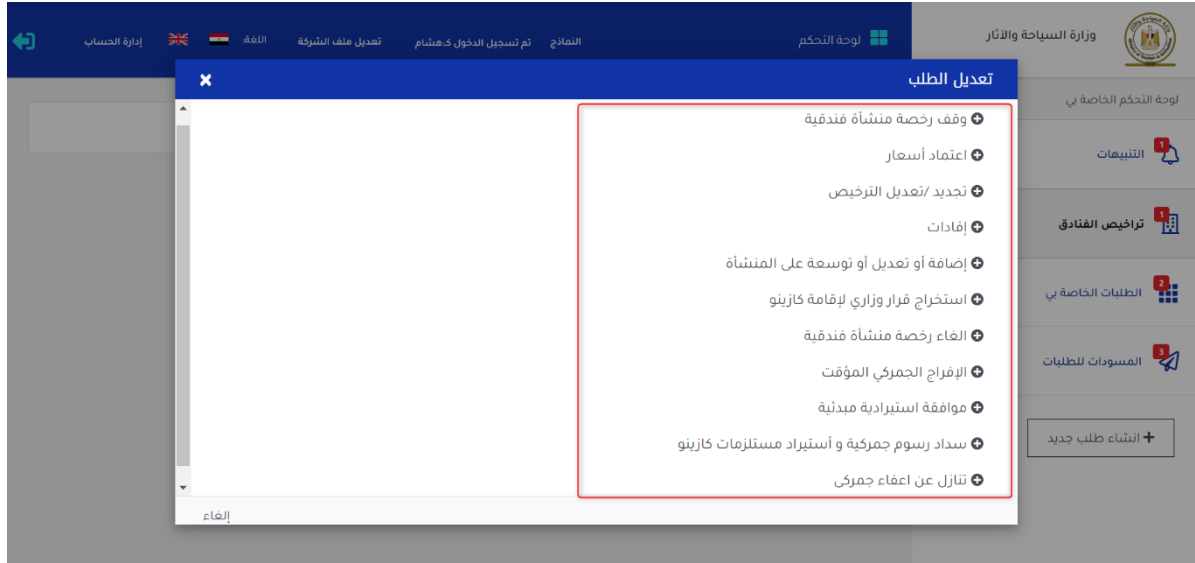 وزارة السياحة والآثار
لوحة التحكم
النماذج
تم تسجيل الدخول ك:هشام
تعديل ملف الشركة
اللغة:
إدارة الحساب
تعديل الطلب
لوحة التحكم الخاصة بي
وقف رخصة منشأة فندقية
اعتماد أسعار
تجديد /تعديل الترخيص
إفادات
إضافة أو تعديل أو توسعة على المنشأة
استخراج قرار وزاري لإقامة كازينو
الغاء رخصة منشأة فندقية
الإفراج الجمركي المؤقت
موافقة استيرادية مبدئية
سداد رسوم جمركية و أستيراد مستلزمات كازينو
تنازل عن اعفاء جمركى
إلغاء
1
التنبيهات
1
تراخيص الفنادق
2
الطلبات الخاصة بي
3
المسودات للطلبات
انشاء طلب جديد